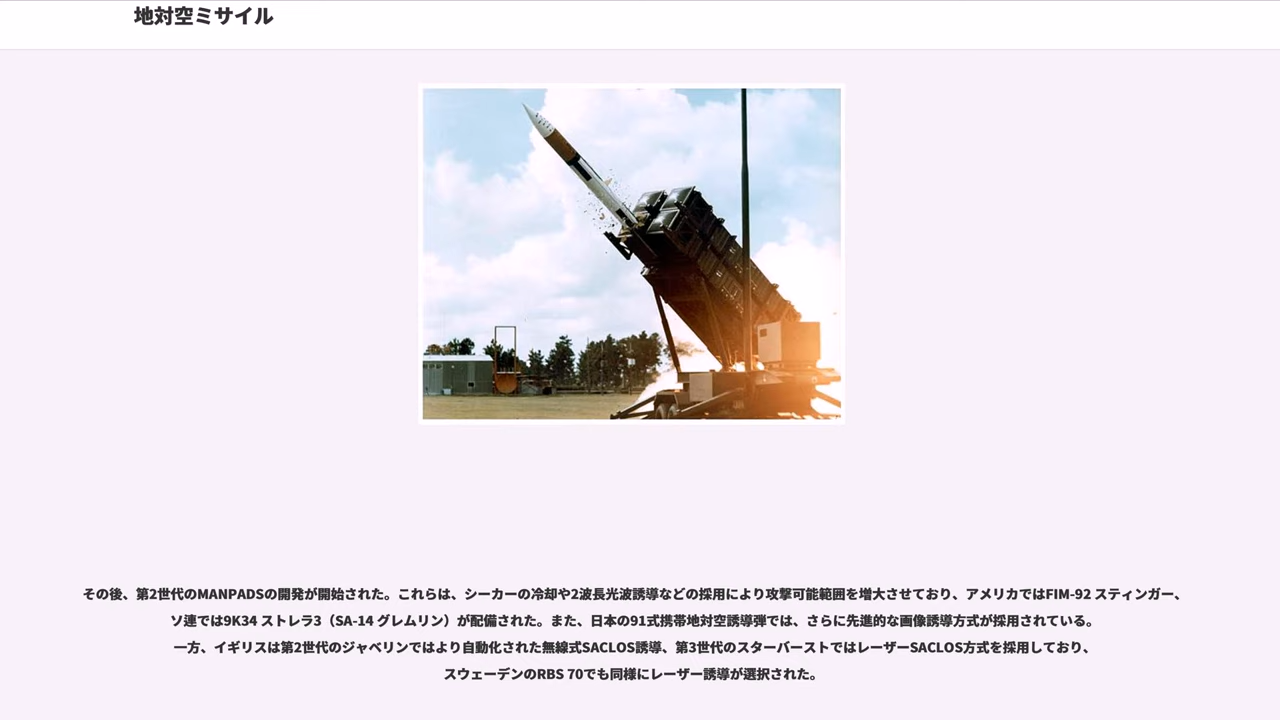 地対空ミサイル
その後、第2世代のMANPADSの開発が開始された。これらは、シーカーの冷却や2波長光波誘導などの採用により攻撃可能範囲を増大させており、アメリカではFIM-92 スティンガー、
ソ連では9K34 ストレラ3（SA-14 グレムリン）が配備された。また、日本の91式携帯地対空誘導弾では、さらに先進的な画像誘導方式が採用されている。
一方、イギリスは第2世代のジャベリンではより自動化された無線式SACLOS誘導、第3世代のスターバーストではレーザーSACLOS方式を採用しており、
スウェーデンのRBS 70でも同様にレーザー誘導が選択された。